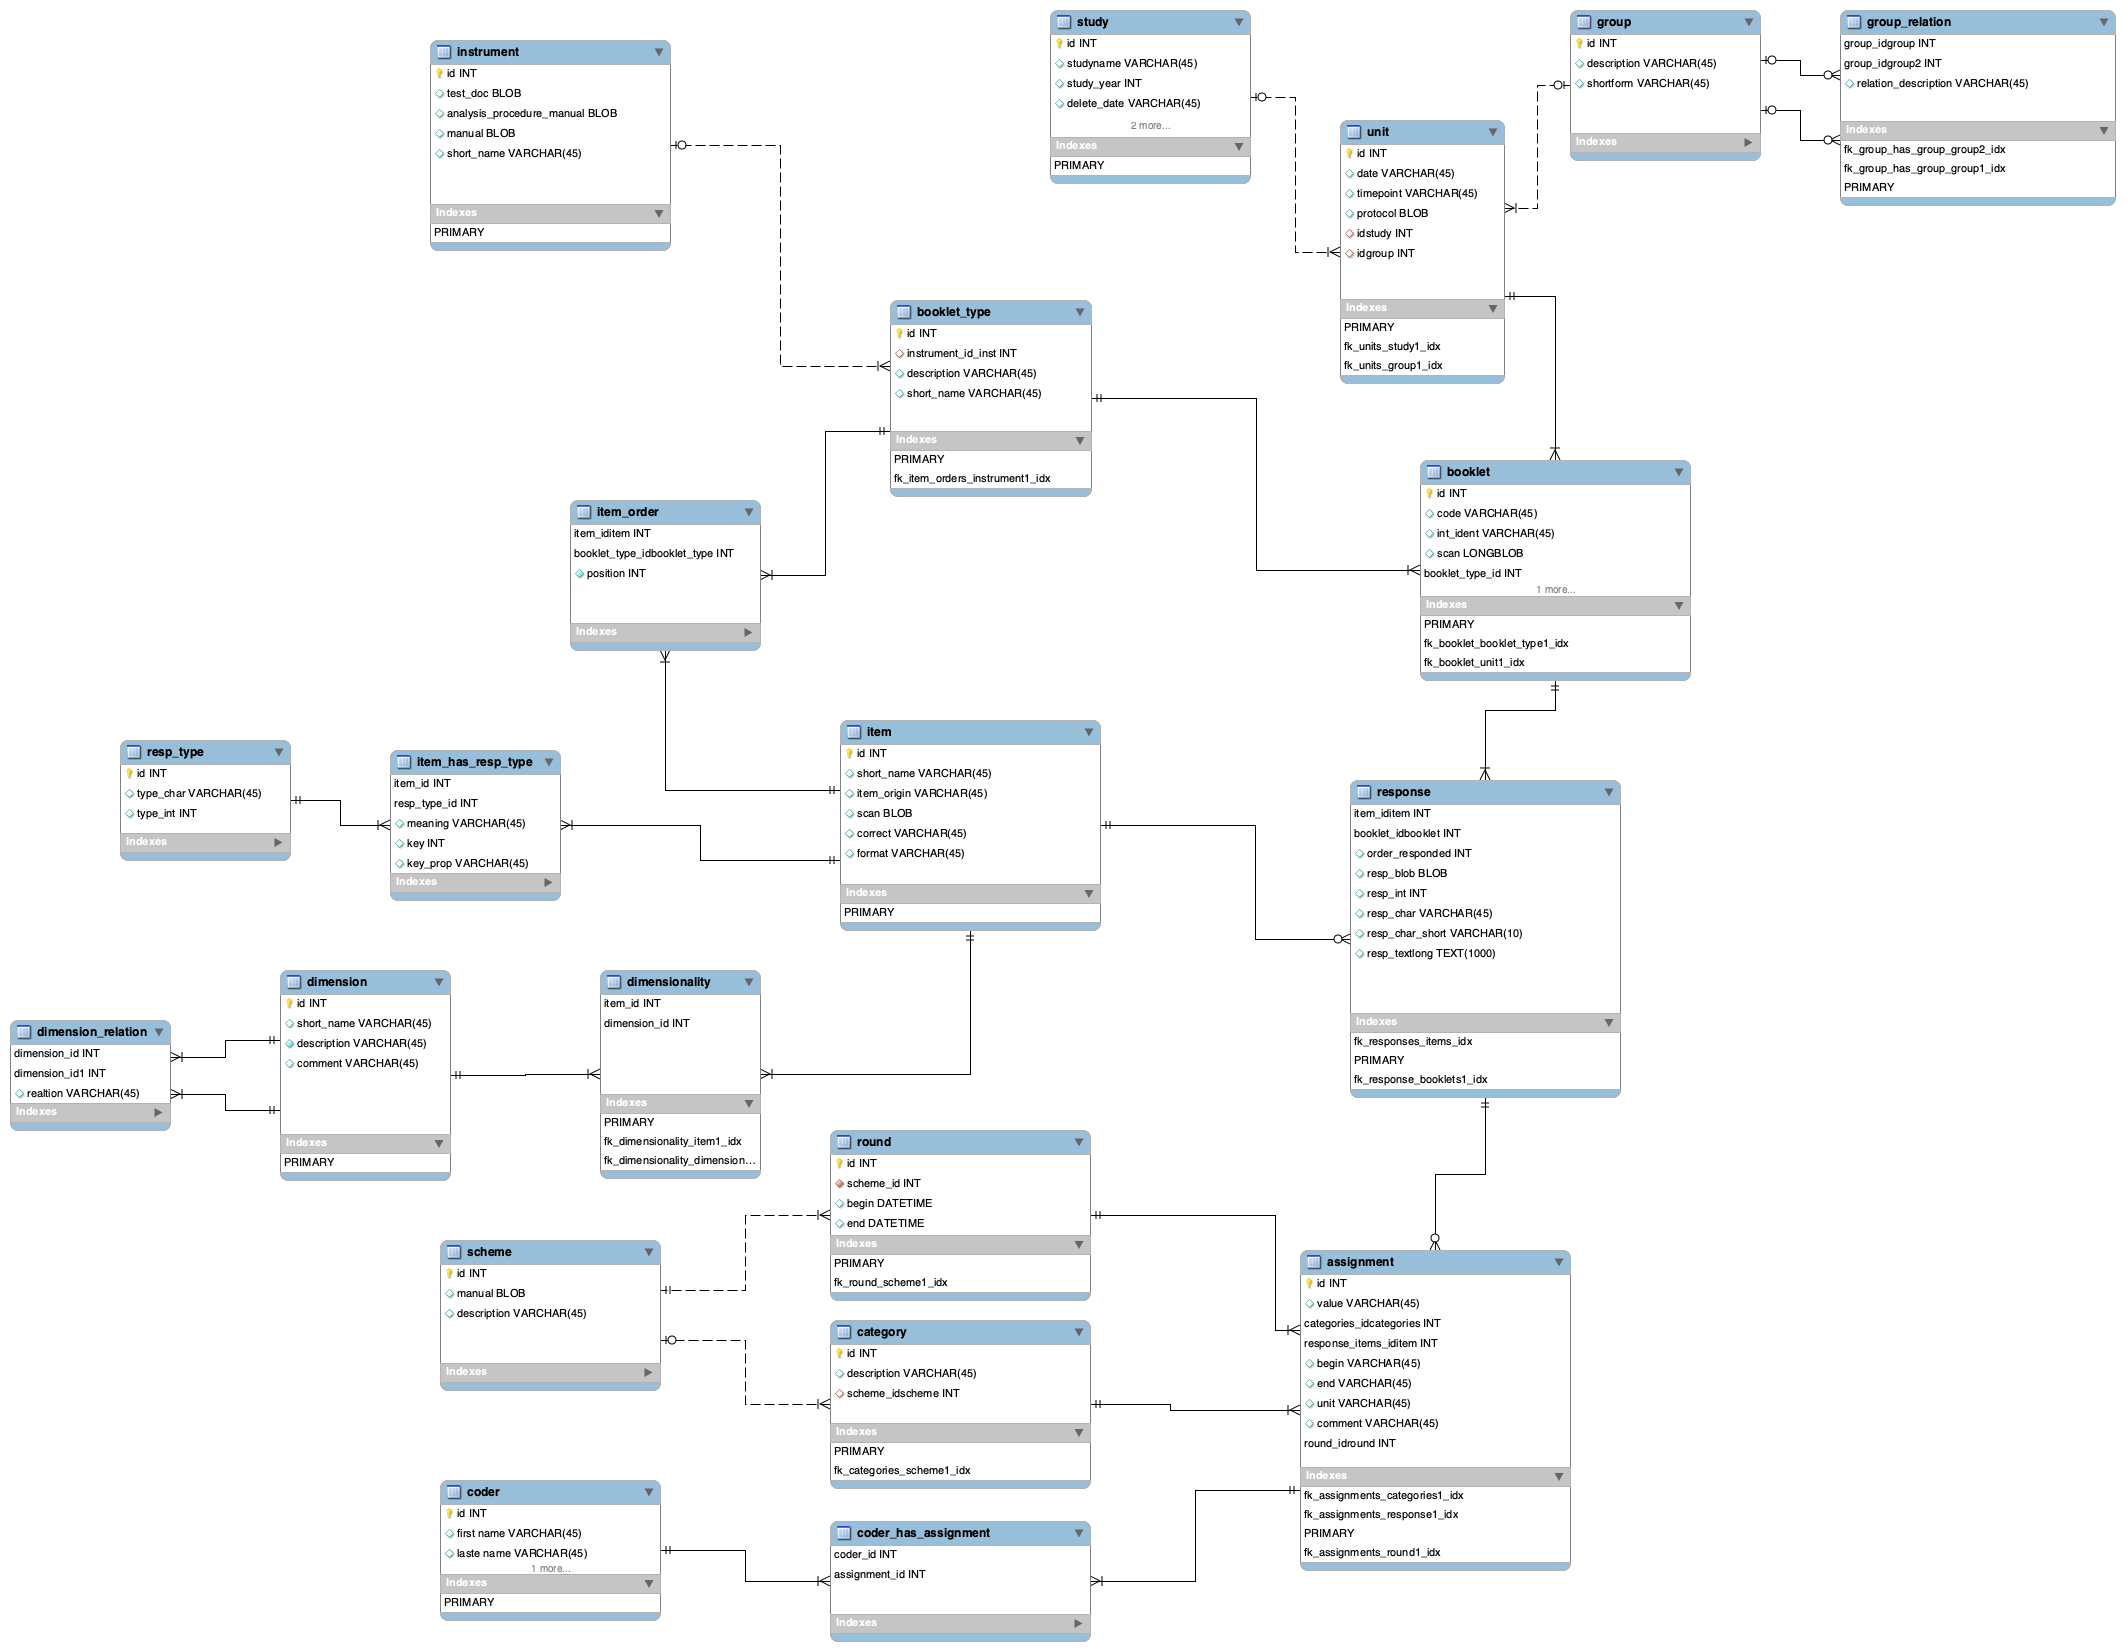 instrument
id INT
test_doc BLOB
analysis_procedure_manual BLOB
manual BLOB
short_name VARCHAR(45)
Indexes
PRIMARY
study
id INT
studyname VARCHAR(45)
study_year INT
delete_date VARCHAR(45)
2 more...
Indexes
PRIMARY
group
id INT
description VARCHAR(45)
shortform VARCHAR(45)
Indexes
group_relation
group_idgroup INT
group_idgroup2 INT
relation_description VARCHAR(45)
Indexes
fk_group_has_group_group2_idx
fk_group_has_group_group1_idx
PRIMARY
unit
id INT
date VARCHAR(45)
timepoint VARCHAR(45)
protocol BLOB
idstudy INT
idgroup INT
Indexes
PRIMARY
fk_units_study1_idx
fk_units_group1_idx
booklet_type
id INT
instrument_id_inst INT
description VARCHAR(45)
short_name VARCHAR(45)
Indexes
PRIMARY
fk_item_orders_instrument1_idx
booklet
id INT
code VARCHAR(45)
int_ident VARCHAR(45)
scan LONGBLOB
booklet_type_id INT
1 more...
Indexes
PRIMARY
fk_booklet_booklet_type1_idx
fk_booklet_unit1_idx
item_order
item_iditem INT
booklet_type_idbooklet_type INT
position INT
Indexes
resp_type
id INT
type_char VARCHAR(45)
type_int INT
Indexes
item_has_resp_type
item_id INT
resp_type_id INT
meaning VARCHAR(45)
key INT
key_prop VARCHAR(45)
Indexes
item
id INT
short_name VARCHAR(45)
item_origin VARCHAR(45)
scan BLOB
correct VARCHAR(45)
format VARCHAR(45)
Indexes
PRIMARY
response
item_iditem INT
booklet_idbooklet INT
order_responded INT
resp_blob BLOB
resp_int INT
resp_char VARCHAR(45)
resp_char_short VARCHAR(10)
resp_textlong TEXT(1000)
Indexes
fk_responses_items_idx
PRIMARY
fk_response_booklets1_idx
dimension_relation
dimension_id INT
dimension_id1 INT
realtion VARCHAR(45)
Indexes
dimension
id INT
short_name VARCHAR(45)
description VARCHAR(45)
comment VARCHAR(45)
Indexes
PRIMARY
dimensionality
item_id INT
dimension_id INT
Indexes
PRIMARY
fk_dimensionality_item1_idx
fk_dimensionality_dimension...
round
id INT
scheme_id INT
begin DATETIME
end DATETIME
Indexes
PRIMARY
fk_round_scheme1_idx
scheme
id INT
manual BLOB
description VARCHAR(45)
Indexes
category
id INT
description VARCHAR(45)
scheme_idscheme INT
Indexes
PRIMARY
fk_categories_scheme1_idx
assignment
id INT
value VARCHAR(45)
categories_idcategories INT
response_items_iditem INT
begin VARCHAR(45)
end VARCHAR(45)
unit VARCHAR(45)
comment VARCHAR(45)
round_idround INT
Indexes
fk_assignments_categories1_idx
fk_assignments_response1_idx
PRIMARY
fk_assignments_round1_idx
coder
id INT
first name VARCHAR(45)
laste name VARCHAR(45)
1 more...
Indexes
PRIMARY
coder_has_assignment
coder_id INT
assignment_id INT
Indexes